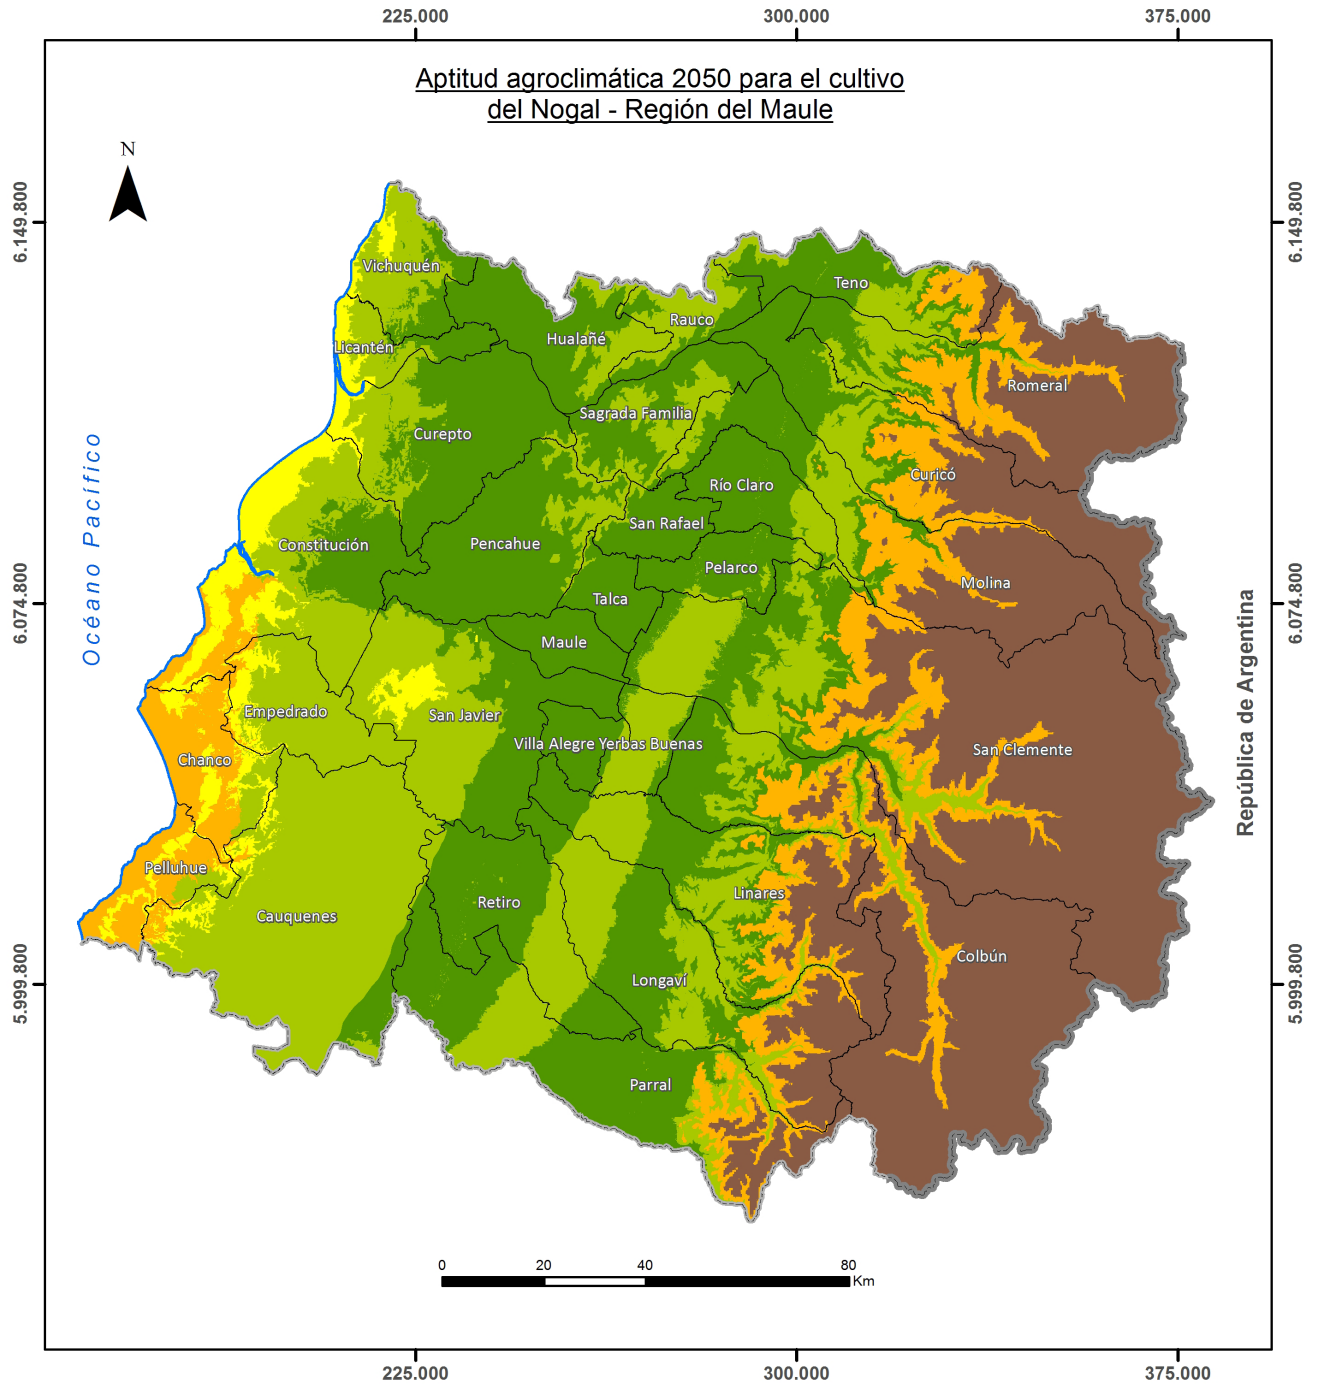 225.000
300.000
375.000
Aptitud agroclimática 2050 para el cultivo
del Nogal - Región del Maule
N
6.149.800
6.149.800
Vichuquén
Teno
Rauco
Hualañé
Licantén
Romeral
Sagrada Familia
Curepto
Océano Pacífico
Curicó
Río Claro
San Rafael
Constitución
Pencahue
Pelarco
Molina
6.074.800
6.074.800
Talca
Maule
República de Argentina
Empedrado
San Javier
Villa Alegre
Yerbas Buenas
San Clemente
Chanco
Pelluhue
Linares
Retiro
Cauquenes
Colbún
Longaví
5.999.800
5.999.800
Parral
0
20
40
80
Km
225.000
300.000
375.000